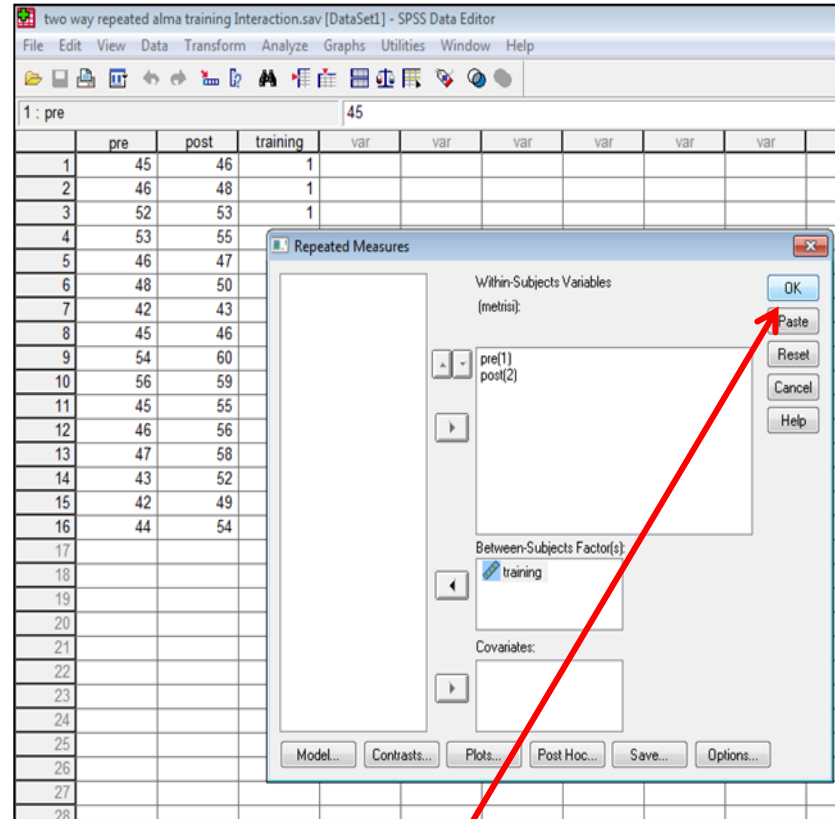 two way repeated alma training Interaction.sav [DataSet1] - SPSS Data Editor
File Edit View Data Transform Analyze Graphs Utilities Window Help
1 : pre 45
pre post training var var var var var var
1 45 46 1
2 46 48 1
3 52 53 1
4 53 55
5 46 47
6 48 50
7 42 43
8 45 46
9 54 60
10 56 59
11 45 55
12 46 56
13 47 58
14 43 52
15 42 49
16 44 54
17
18
19
20
21
22
23
24
25
26
27
28
Repeated Measures
Within-Subjects Variables
(metrisi):
pre(1)
post(2)
OK
Paste
Reset
Cancel
Help
Between-Subjects Factor(s):
training
Covariates:
Model... Contrasts... Plots... Post Hoc... Save... Options...